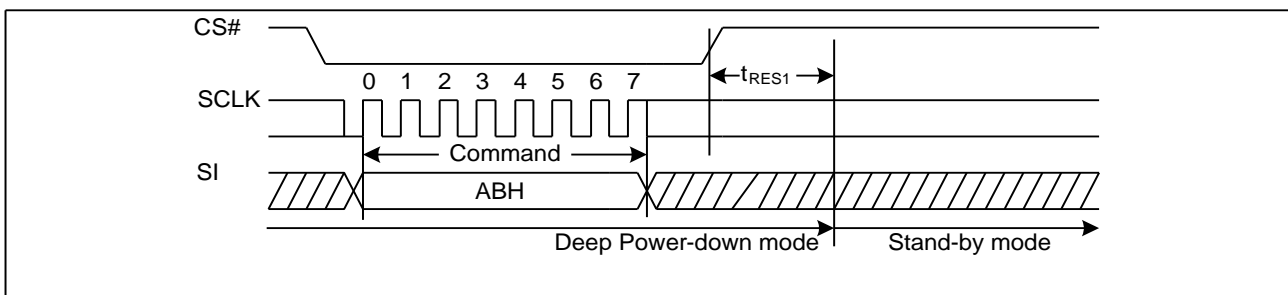 CS#
tRES1
0 1 2 3 4 5 6 7
SCLK
Command
SI
ABH
Deep Power-down mode Stand-by mode